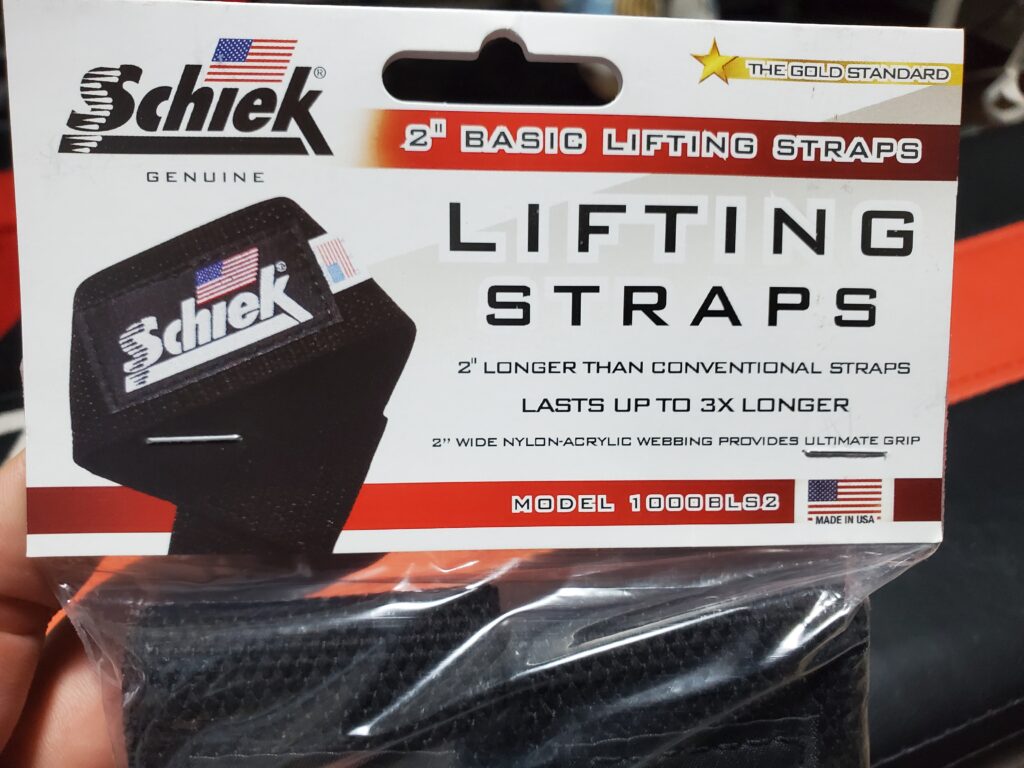 Schiek®
GENUINE
THE GOLD STANDARD
2" BASIC LIFTING STRAPS
LIFTING
STRAPS
Schiek®
2" LONGER THAN CONVENTIONAL STRAPS
LASTS UP TO 3X LONGER
2" WIDE NYLON-ACRYLIC WEBBING PROVIDES ULTIMATE GRIP
MODEL 1000BLS2
MADE IN USA